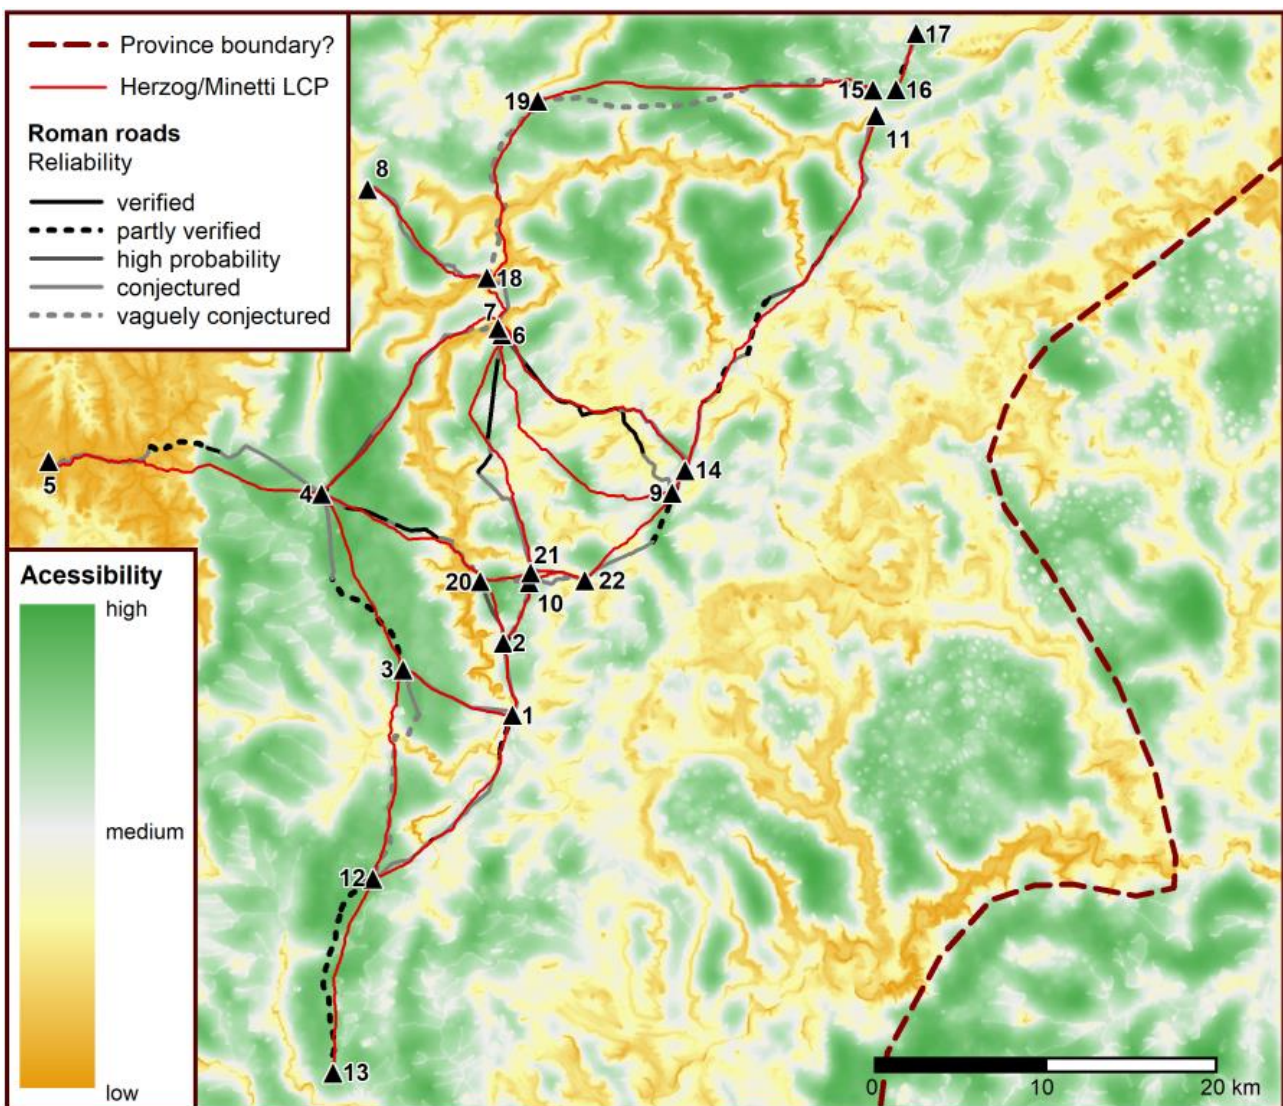 Province boundary?
Herzog/Minetti LCP
Roman roads
Reliability
verified
partly verified
high probability
conjectured
vaguely conjectured
17
19
15
16
11
8
18
7
6
14
5
4
9
21
20
22
10
2
3
1
12
13
Acessibility
high
medium
low
0 10 20 km